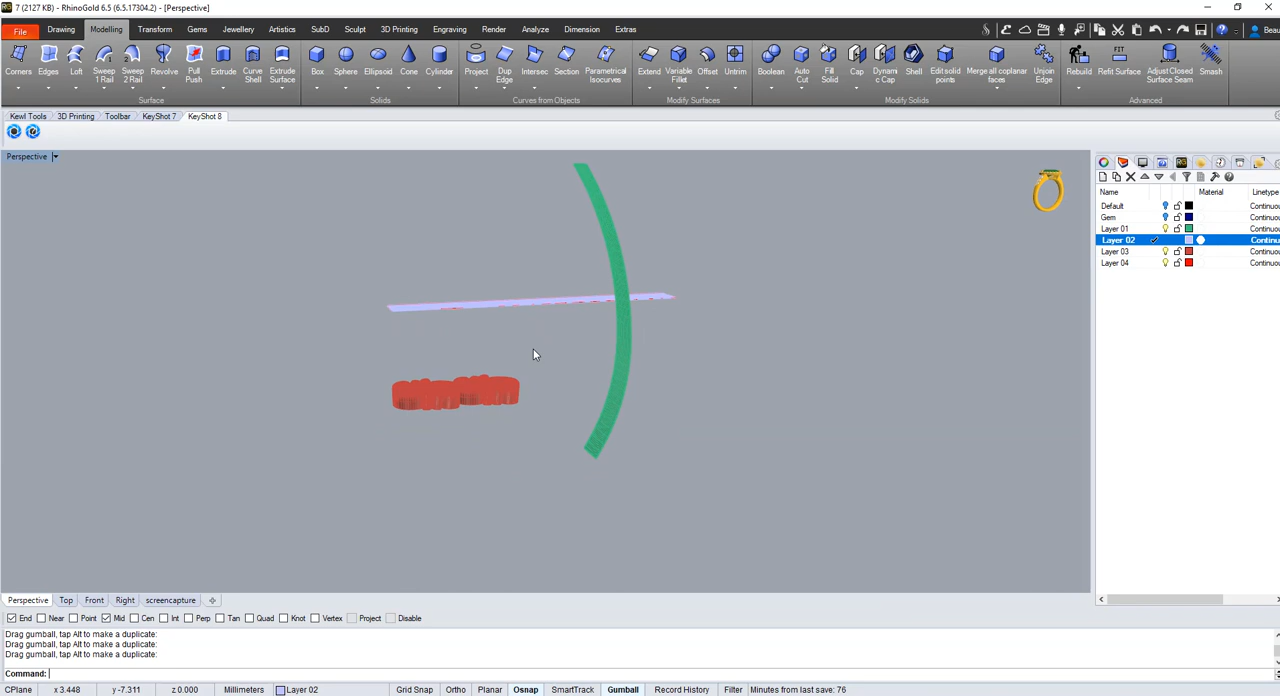 7 (2127 KB) - RhinoGold 6.5 (6.5.17304.2) - [Perspective]
File Drawing Modelling Transform Gems Jewellery Artistics SubD Sculpt 3D Printing Engraving Render Analyze Dimension Extras Beau
Corners Edges Loft Sweep 1 Rail Sweep 2 Rail Revolve Pull Push Extrude Curve Shell Extrude Surface Box Sphere Ellipsoid Cone Cylinder Project Dup Edge Intersec Section Parametrical Isocurves Extend Variable Fillet Offset Untrim Boolean Auto Cut Fill Solid Cap Dynami c Cap Shell Edit solid points Merge all coplanar faces Unjoin Edge Rebuild Refit Surface Adjust Closed Surface Seam Smash
Surface Solids Curves from Objects Modify Surfaces Modify Solids Advanced
Kewl Tools 3D Printing Toolbar KeyShot 7 KeyShot 8
Perspective
Name Material Linetype
Default Continuo
Gem Continuo
Layer 01 Continuo
Layer 02 Continu
Layer 03 Continuo
Layer 04 Continuo
Perspective Top Front Right screencapture
End Near Point Mid Cen Int Perp Tan Quad Knot Vertex Project Disable
Drag gumball, tap Alt to make a duplicate:
Drag gumball, tap Alt to make a duplicate:
Drag gumball, tap Alt to make a duplicate:
Command:
CPlane x 3.448 y -7.311 z 0.000 Millimeters Layer 02 Grid Snap Ortho Planar Osnap SmartTrack Gumball Record History Filter Minutes from last save: 76